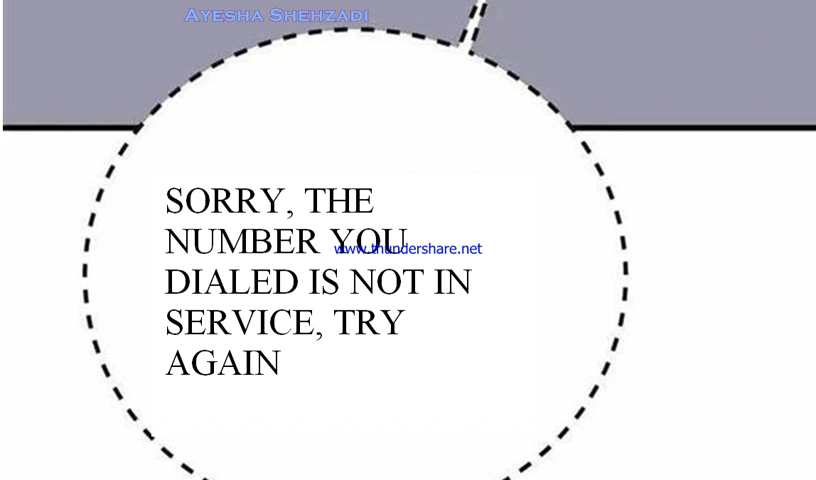 AYESHA SHEHZADI
SORRY, THE
NUMBER YOU
www.thundershare.net
DIALED IS NOT IN
SERVICE, TRY
AGAIN